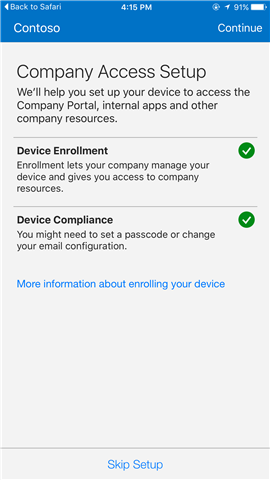 Back to Safari 4:15 PM 91%
Contoso Continue
Company Access Setup
We'll help you set up your device to access the
Company Portal, internal apps and other
company resources.
Device Enrollment
Enrollment lets your company manage your
device and gives you access to company
resources.
Device Compliance
You might need to set a passcode or change
your email configuration.
More information about enrolling your device
Skip Setup